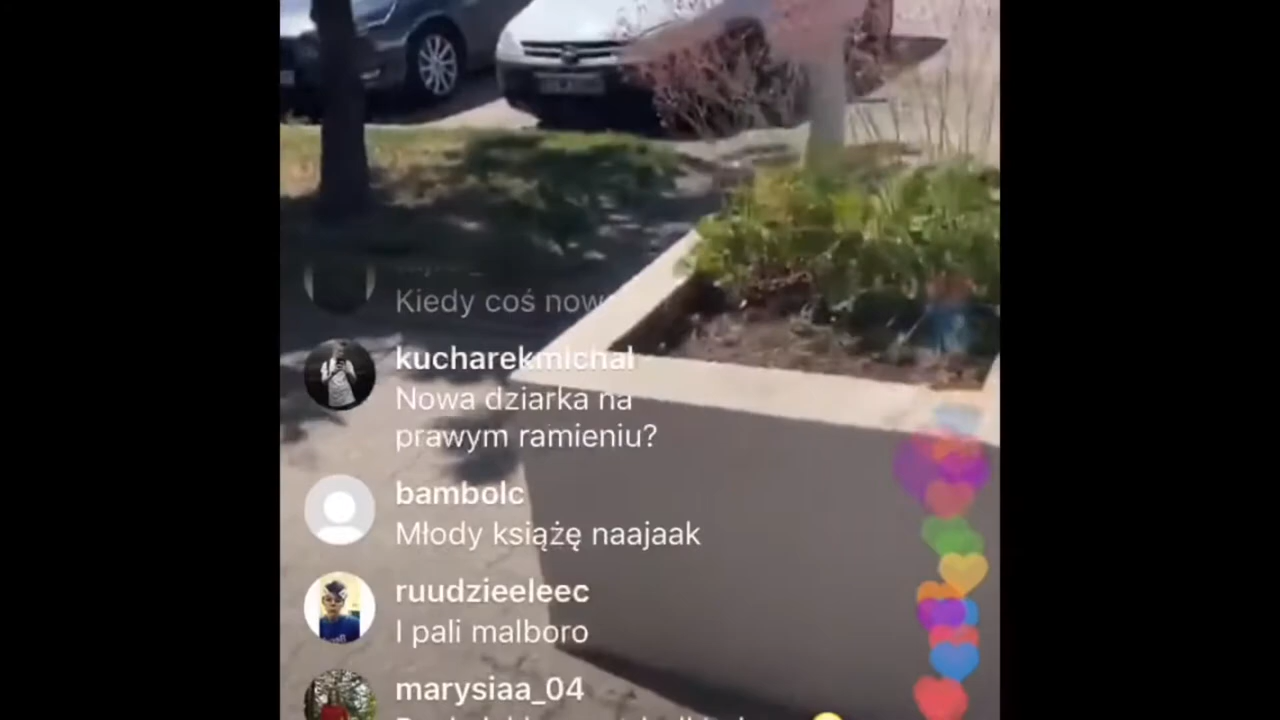 Kiedy coś now
kucharekmichal
Nowa dziarka na
prawym ramieniu?
bambolc
Młody książę naajaak
ruudzieeleec
I pali malboro
marysiaa_04